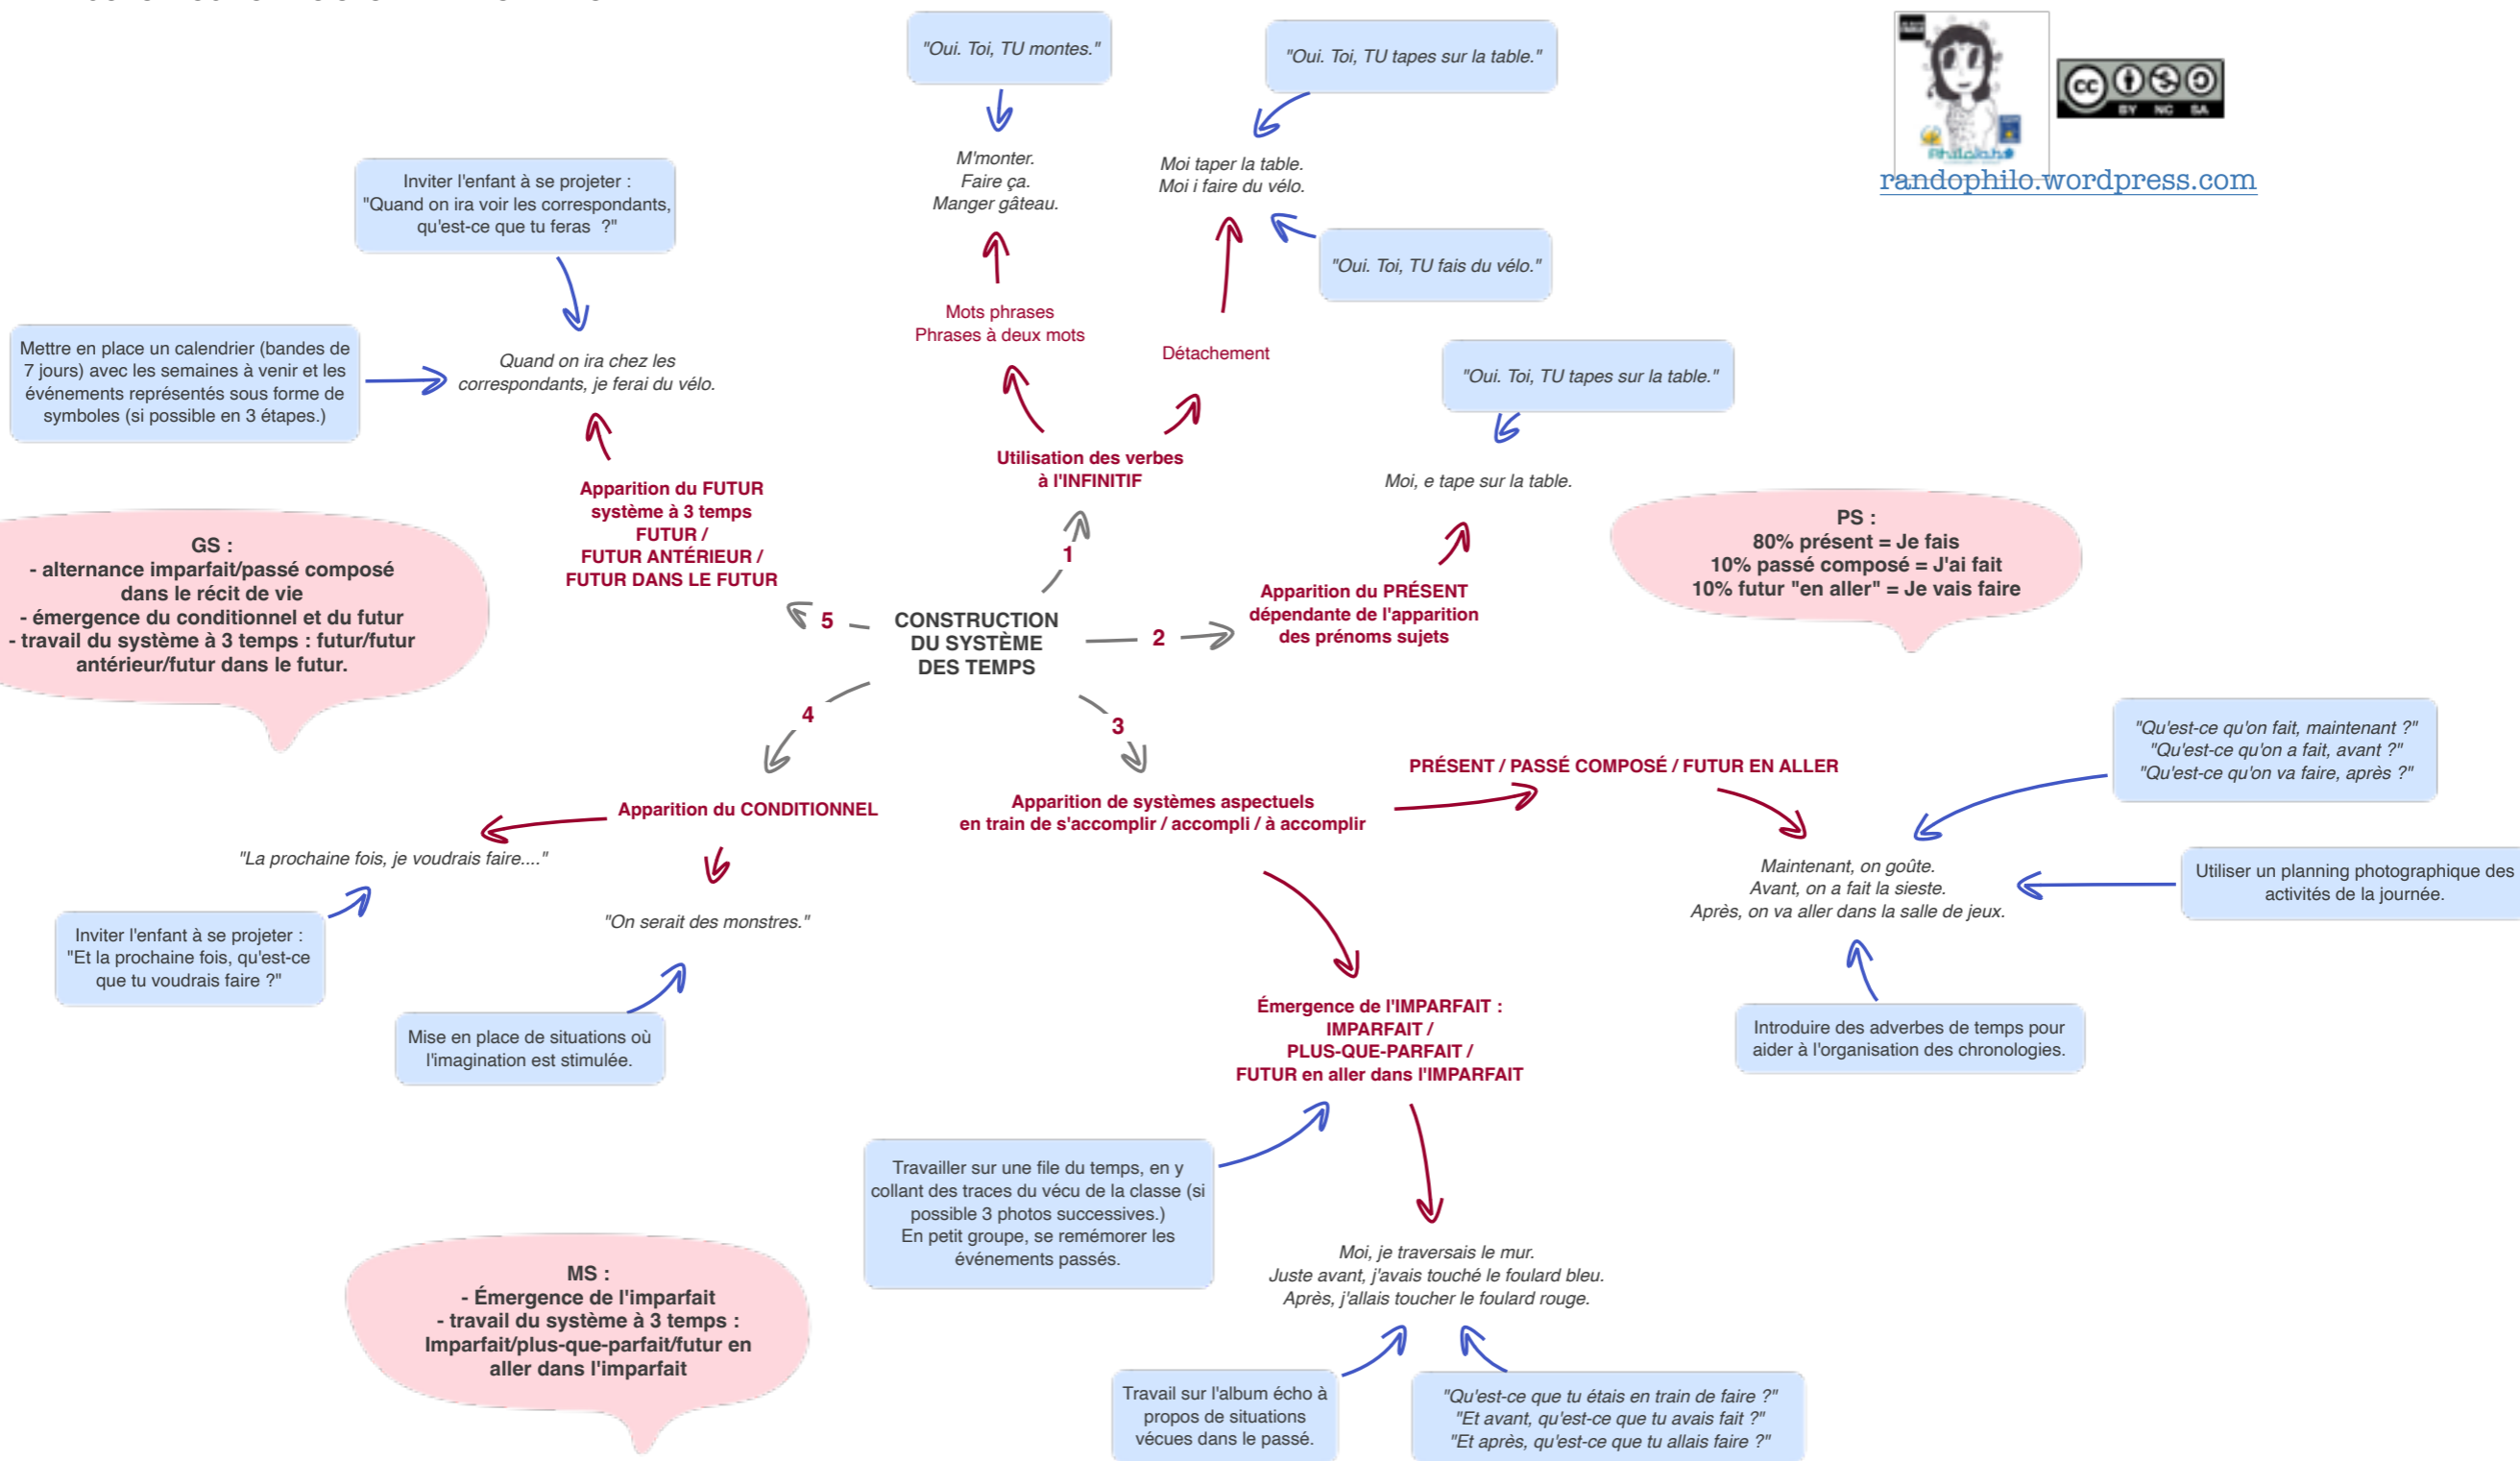 "Oui. Toi, TU montes."
"Oui. Toi, TU tapes sur la table."
BY NC SA
randophilo.wordpress.com
M'monter.
Faire ça.
Manger gâteau.
Moi taper la table.
Moi i faire du vélo.
"Oui. Toi, TU fais du vélo."
Mots phrases
Phrases à deux mots
Détachement
Inviter l'enfant à se projeter :
"Quand on ira voir les correspondants,
qu'est-ce que tu feras ?"
Mettre en place un calendrier (bandes de
7 jours) avec les semaines à venir et les
événements représentés sous forme de
symboles (si possible en 3 étapes.)
Quand on ira chez les
correspondants, je ferai du vélo.
"Oui. Toi, TU tapes sur la table."
Utilisation des verbes
à l'INFINITIF
Moi, e tape sur la table.
Apparition du FUTUR
système à 3 temps
FUTUR /
FUTUR ANTÉRIEUR /
FUTUR DANS LE FUTUR
GS :
- alternance imparfait/passé composé
dans le récit de vie
- émergence du conditionnel et du futur
- travail du système à 3 temps : futur/futur
antérieur/futur dans le futur.
PS :
80% présent = Je fais
10% passé composé = J'ai fait
10% futur "en aller" = Je vais faire
1
5
CONSTRUCTION
DU SYSTÈME
DES TEMPS
2
Apparition du PRÉSENT
dépendante de l'apparition
des prénoms sujets
4
3
Apparition du CONDITIONNEL
"La prochaine fois, je voudrais faire...."
"On serait des monstres."
Inviter l'enfant à se projeter :
"Et la prochaine fois, qu'est-ce
que tu voudrais faire ?"
Mise en place de situations où
l'imagination est stimulée.
Apparition de systèmes aspectuels
en train de s'accomplir / accompli / à accomplir
PRÉSENT / PASSÉ COMPOSÉ / FUTUR EN ALLER
"Qu'est-ce qu'on fait, maintenant ?"
"Qu'est-ce qu'on a fait, avant ?"
"Qu'est-ce qu'on va faire, après ?"
Maintenant, on goûte.
Avant, on a fait la sieste.
Après, on va aller dans la salle de jeux.
Utiliser un planning photographique des
activités de la journée.
Introduire des adverbes de temps pour
aider à l'organisation des chronologies.
Émergence de l'IMPARFAIT :
IMPARFAIT /
PLUS-QUE-PARFAIT /
FUTUR en aller dans l'IMPARFAIT
Travailler sur une file du temps, en y
collant des traces du vécu de la classe (si
possible 3 photos successives.)
En petit groupe, se remémorer les
événements passés.
Moi, je traversais le mur.
Juste avant, j'avais touché le foulard bleu.
Après, j'allais toucher le foulard rouge.
MS :
- Émergence de l'imparfait
- travail du système à 3 temps :
Imparfait/plus-que-parfait/futur en
aller dans l'imparfait
Travail sur l'album écho à
propos de situations
vécues dans le passé.
"Qu'est-ce que tu étais en train de faire ?"
"Et avant, qu'est-ce que tu avais fait ?"
"Et après, qu'est-ce que tu allais faire ?"